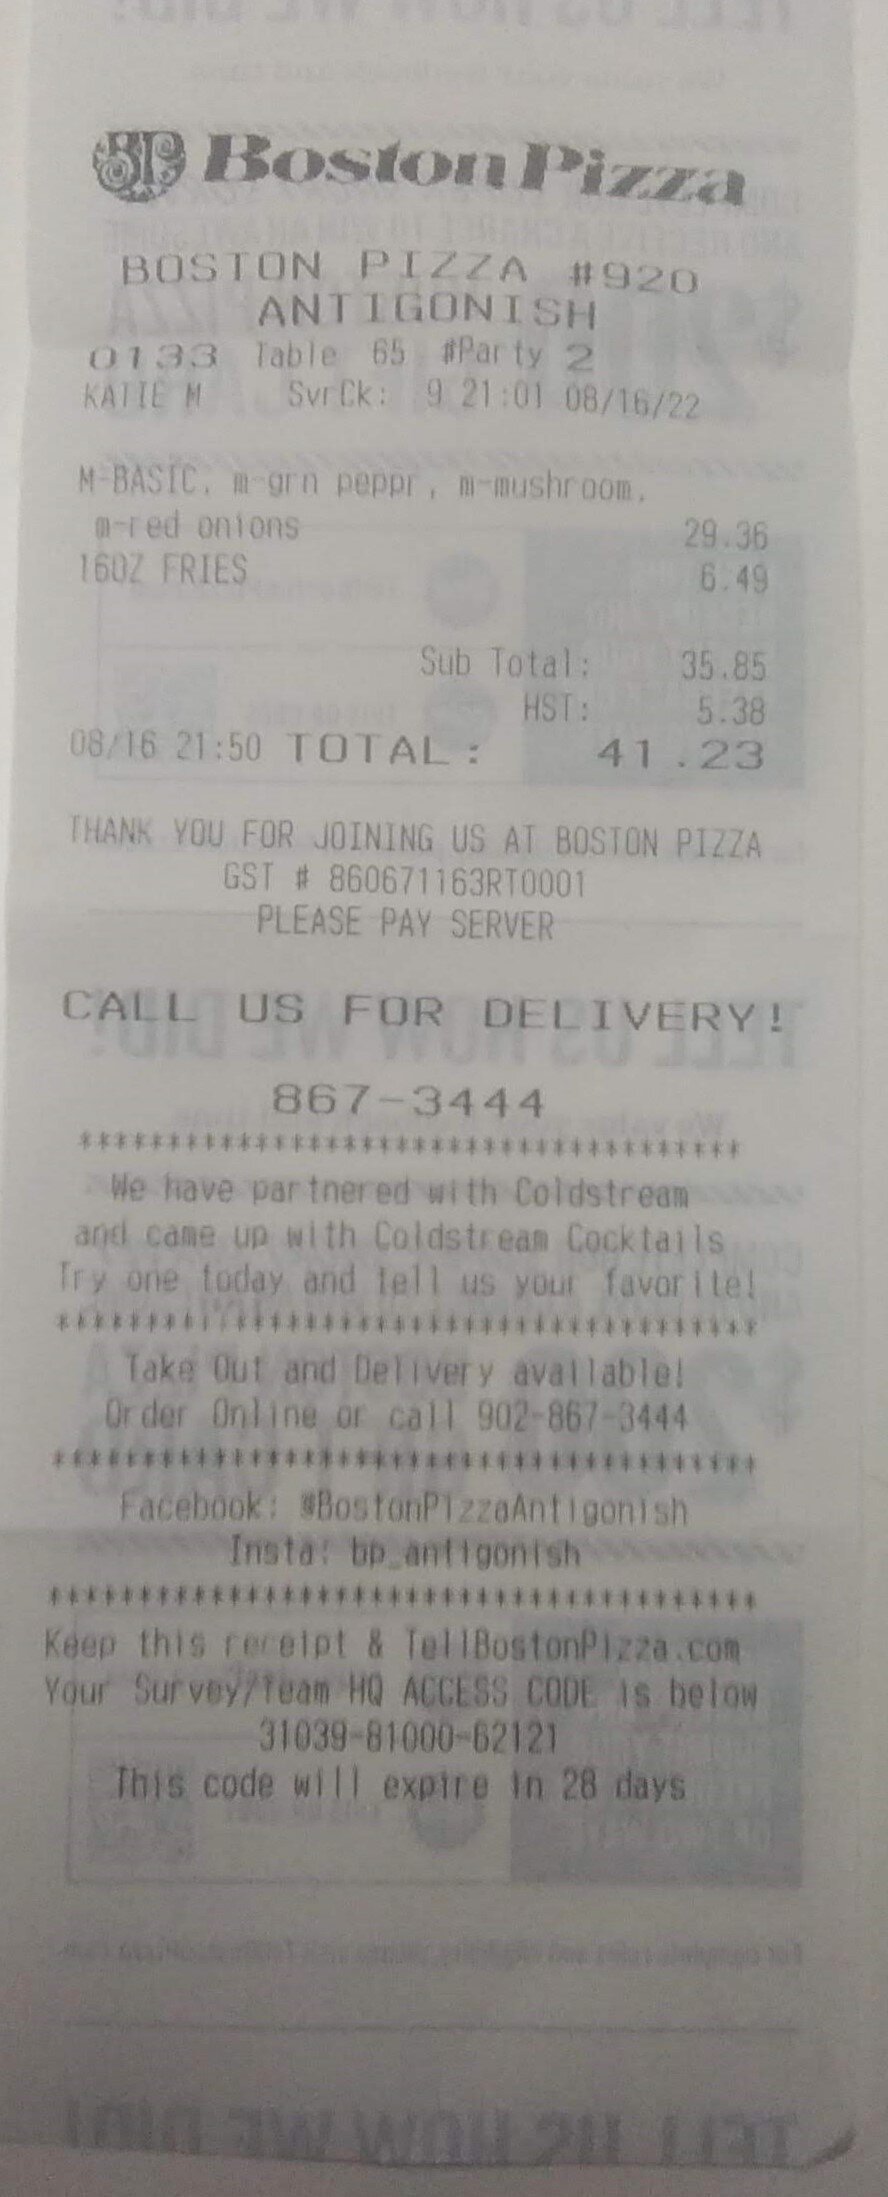 BP Boston Pizza
BOSTON PIZZA #920
ANTIGONISH
0133 Table 65 #Party 2
KATIE M SvrCk: 9 21:01 08/16/22
M-BASIC, m-grn peppr, m-mushroom,
m-red onions 29.36
16OZ FRIES 6.49
Sub Total: 35.85
HST: 5.38
08/16 21:50 TOTAL: 41.23
THANK YOU FOR JOINING US AT BOSTON PIZZA
GST # 860671163RT0001
PLEASE PAY SERVER
CALL US FOR DELIVERY!
867-3444
**************************************
We have partnered with Coldstream
and came up with Coldstream Cocktails
Try one today and tell us your favorite!
****************************************
Take Out and Delivery available!
Order Online or call 902-867-3444
****************************************
Facebook: #BostonPizzaAntigonish
Insta: bp_antigonish
****************************************
Keep this receipt & TellBostonPizza.com
Your Survey/Team HQ ACCESS CODE is below
31039-81000-62121
This code will expire in 28 days
TELL US HOW WE DID!